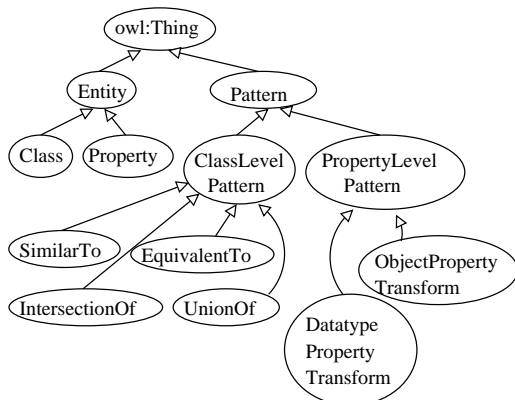 owl:Thing
Entity
Pattern
Class
Property
ClassLevel
Pattern
PropertyLevel
Pattern
SimilarTo
EquivalentTo
IntersectionOf
UnionOf
ObjectProperty
Transform
Datatype
Property
Transform